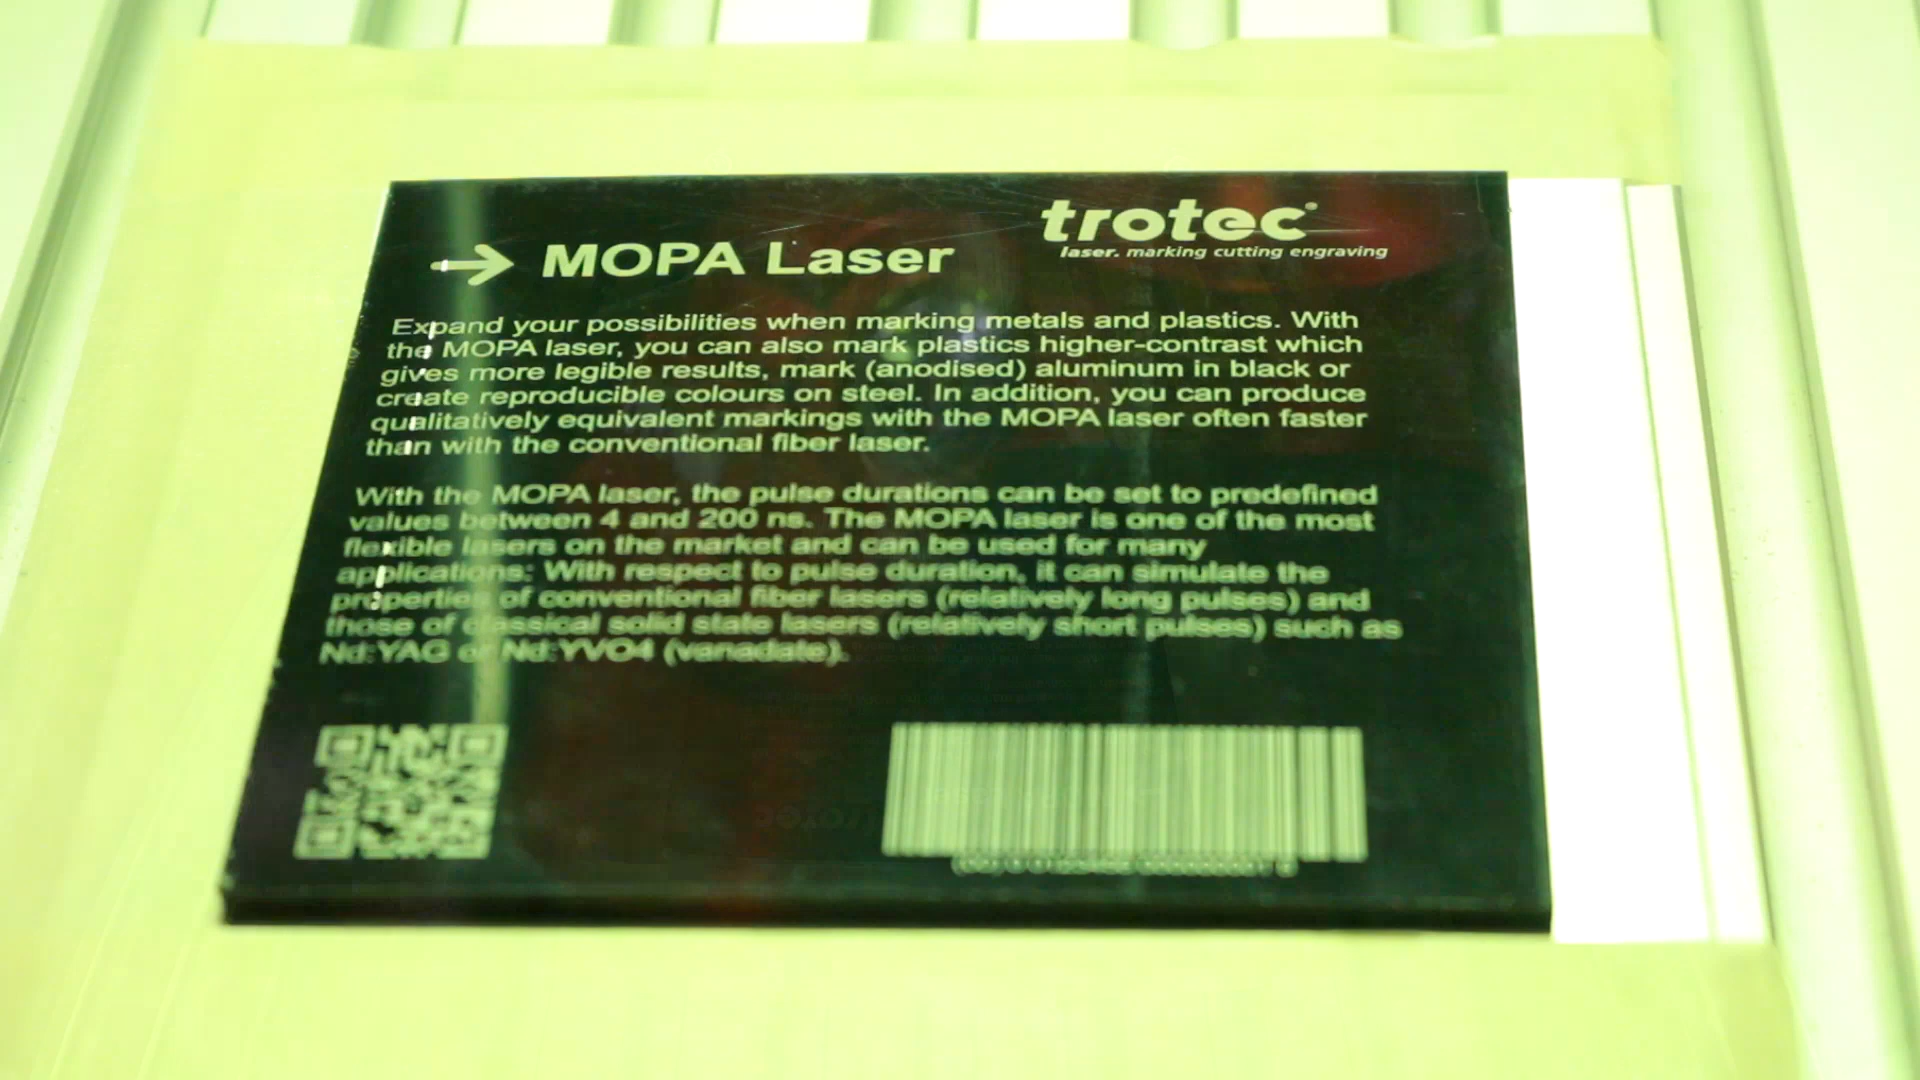 trotec
laser. marking cutting engraving
MOPA Laser
Expand your possibilities when marking metals and plastics. With
the MOPA laser, you can also mark plastics higher-contrast which
gives more legible results, mark (anodised) aluminum in black or
create reproducible colours on steel. In addition, you can produce
qualitatively equivalent markings with the MOPA laser often faster
than with the conventional fiber laser.
With the MOPA laser, the pulse durations can be set to predefined
values between 4 and 200 ns. The MOPA laser is one of the most
flexible lasers on the market and can be used for many
applications: With respect to pulse duration, it can simulate the
properties of conventional fiber lasers (relatively long pulses) and
those of classical solid state lasers (relatively short pulses) such as
Nd:YAG or Nd:YVO4 (vanadate).